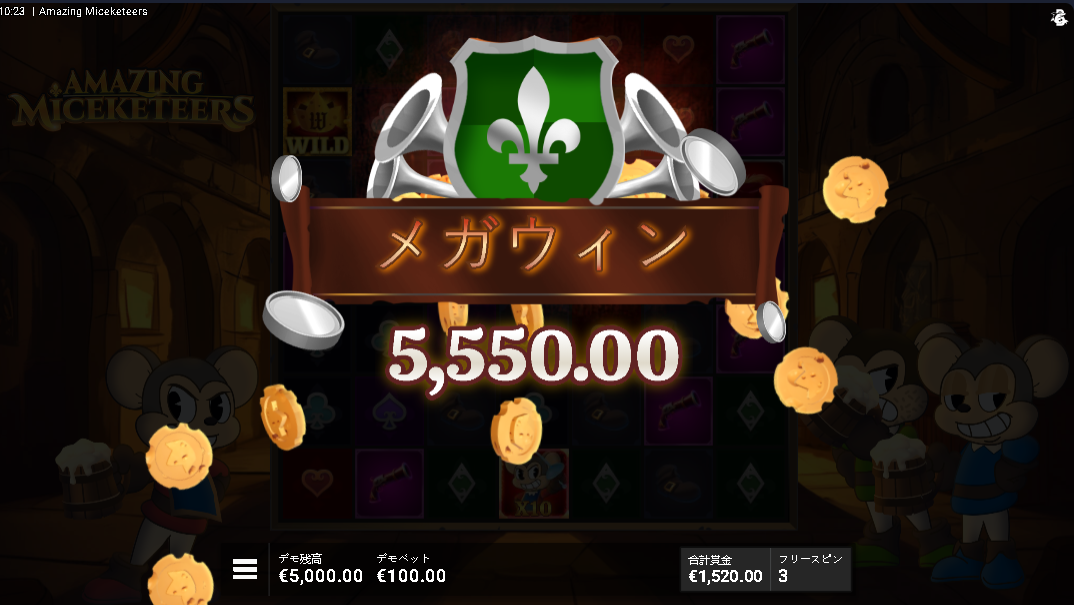 10:23 | Amazing Miceketeers
AMAZING
MICEKETEERS
W
WILD
メガウィン
5,550.00
X10
デモ残高
€5,000.00
デモベット
€100.00
合計賞金
€1,520.00
フリースピン
3